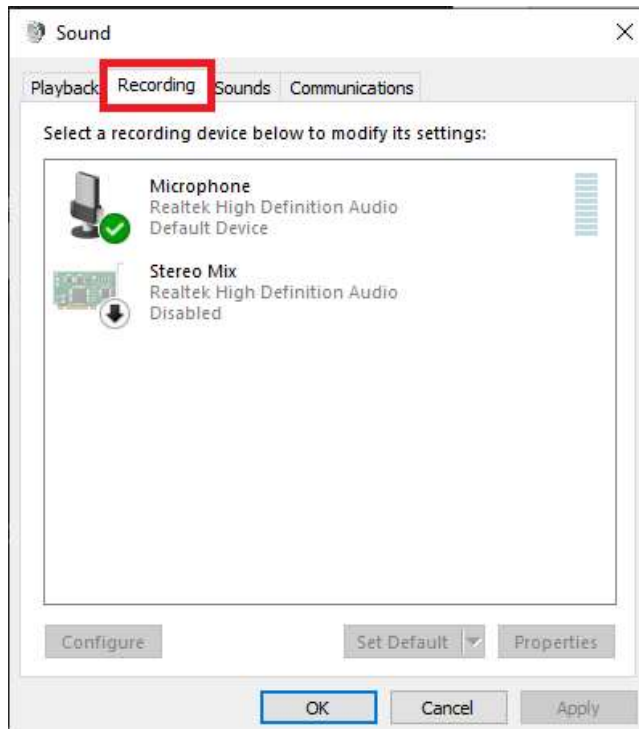 Sound
Playback Recording Sounds Communications
Select a recording device below to modify its settings:
Microphone
Realtek High Definition Audio
Default Device
Stereo Mix
Realtek High Definition Audio
Disabled
Configure Set Default Properties
OK Cancel Apply